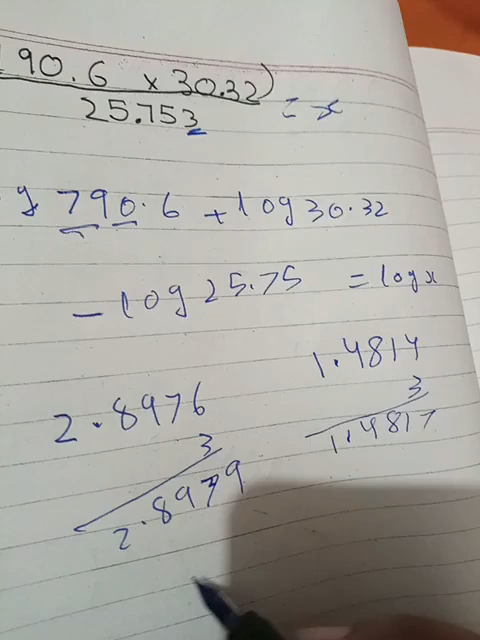 90.6 x 30.32)
25.753 = x
g 790.6 + log 30.32
- log 25.75 = log x
2.8976 1.4814
3 3
2.8979 1.4817